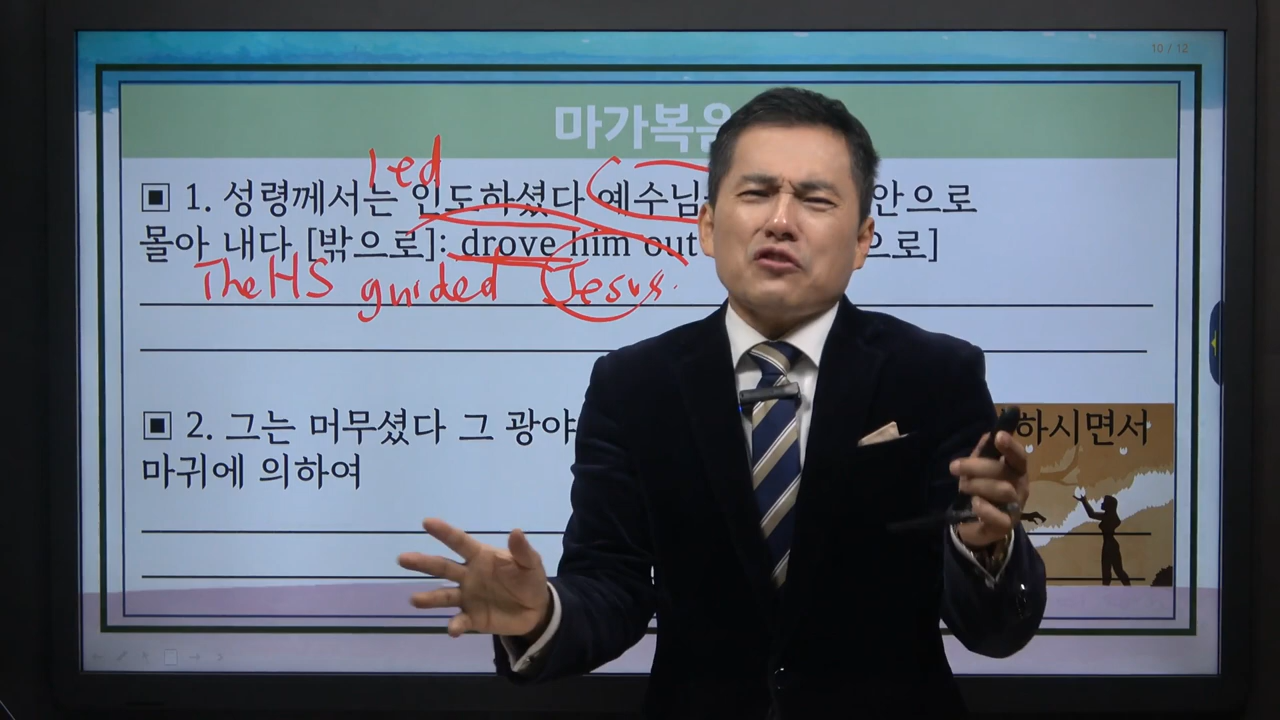 10 / 12
마가복음
led
▣ 1. 성령께서는 인도하셨다 예수님 안으로
몰아 내다 [밖으로]: drove him out 으로]
The HS guided Jesus.
▣ 2. 그는 머무셨다 그 광야 하시면서
마귀에 의하여